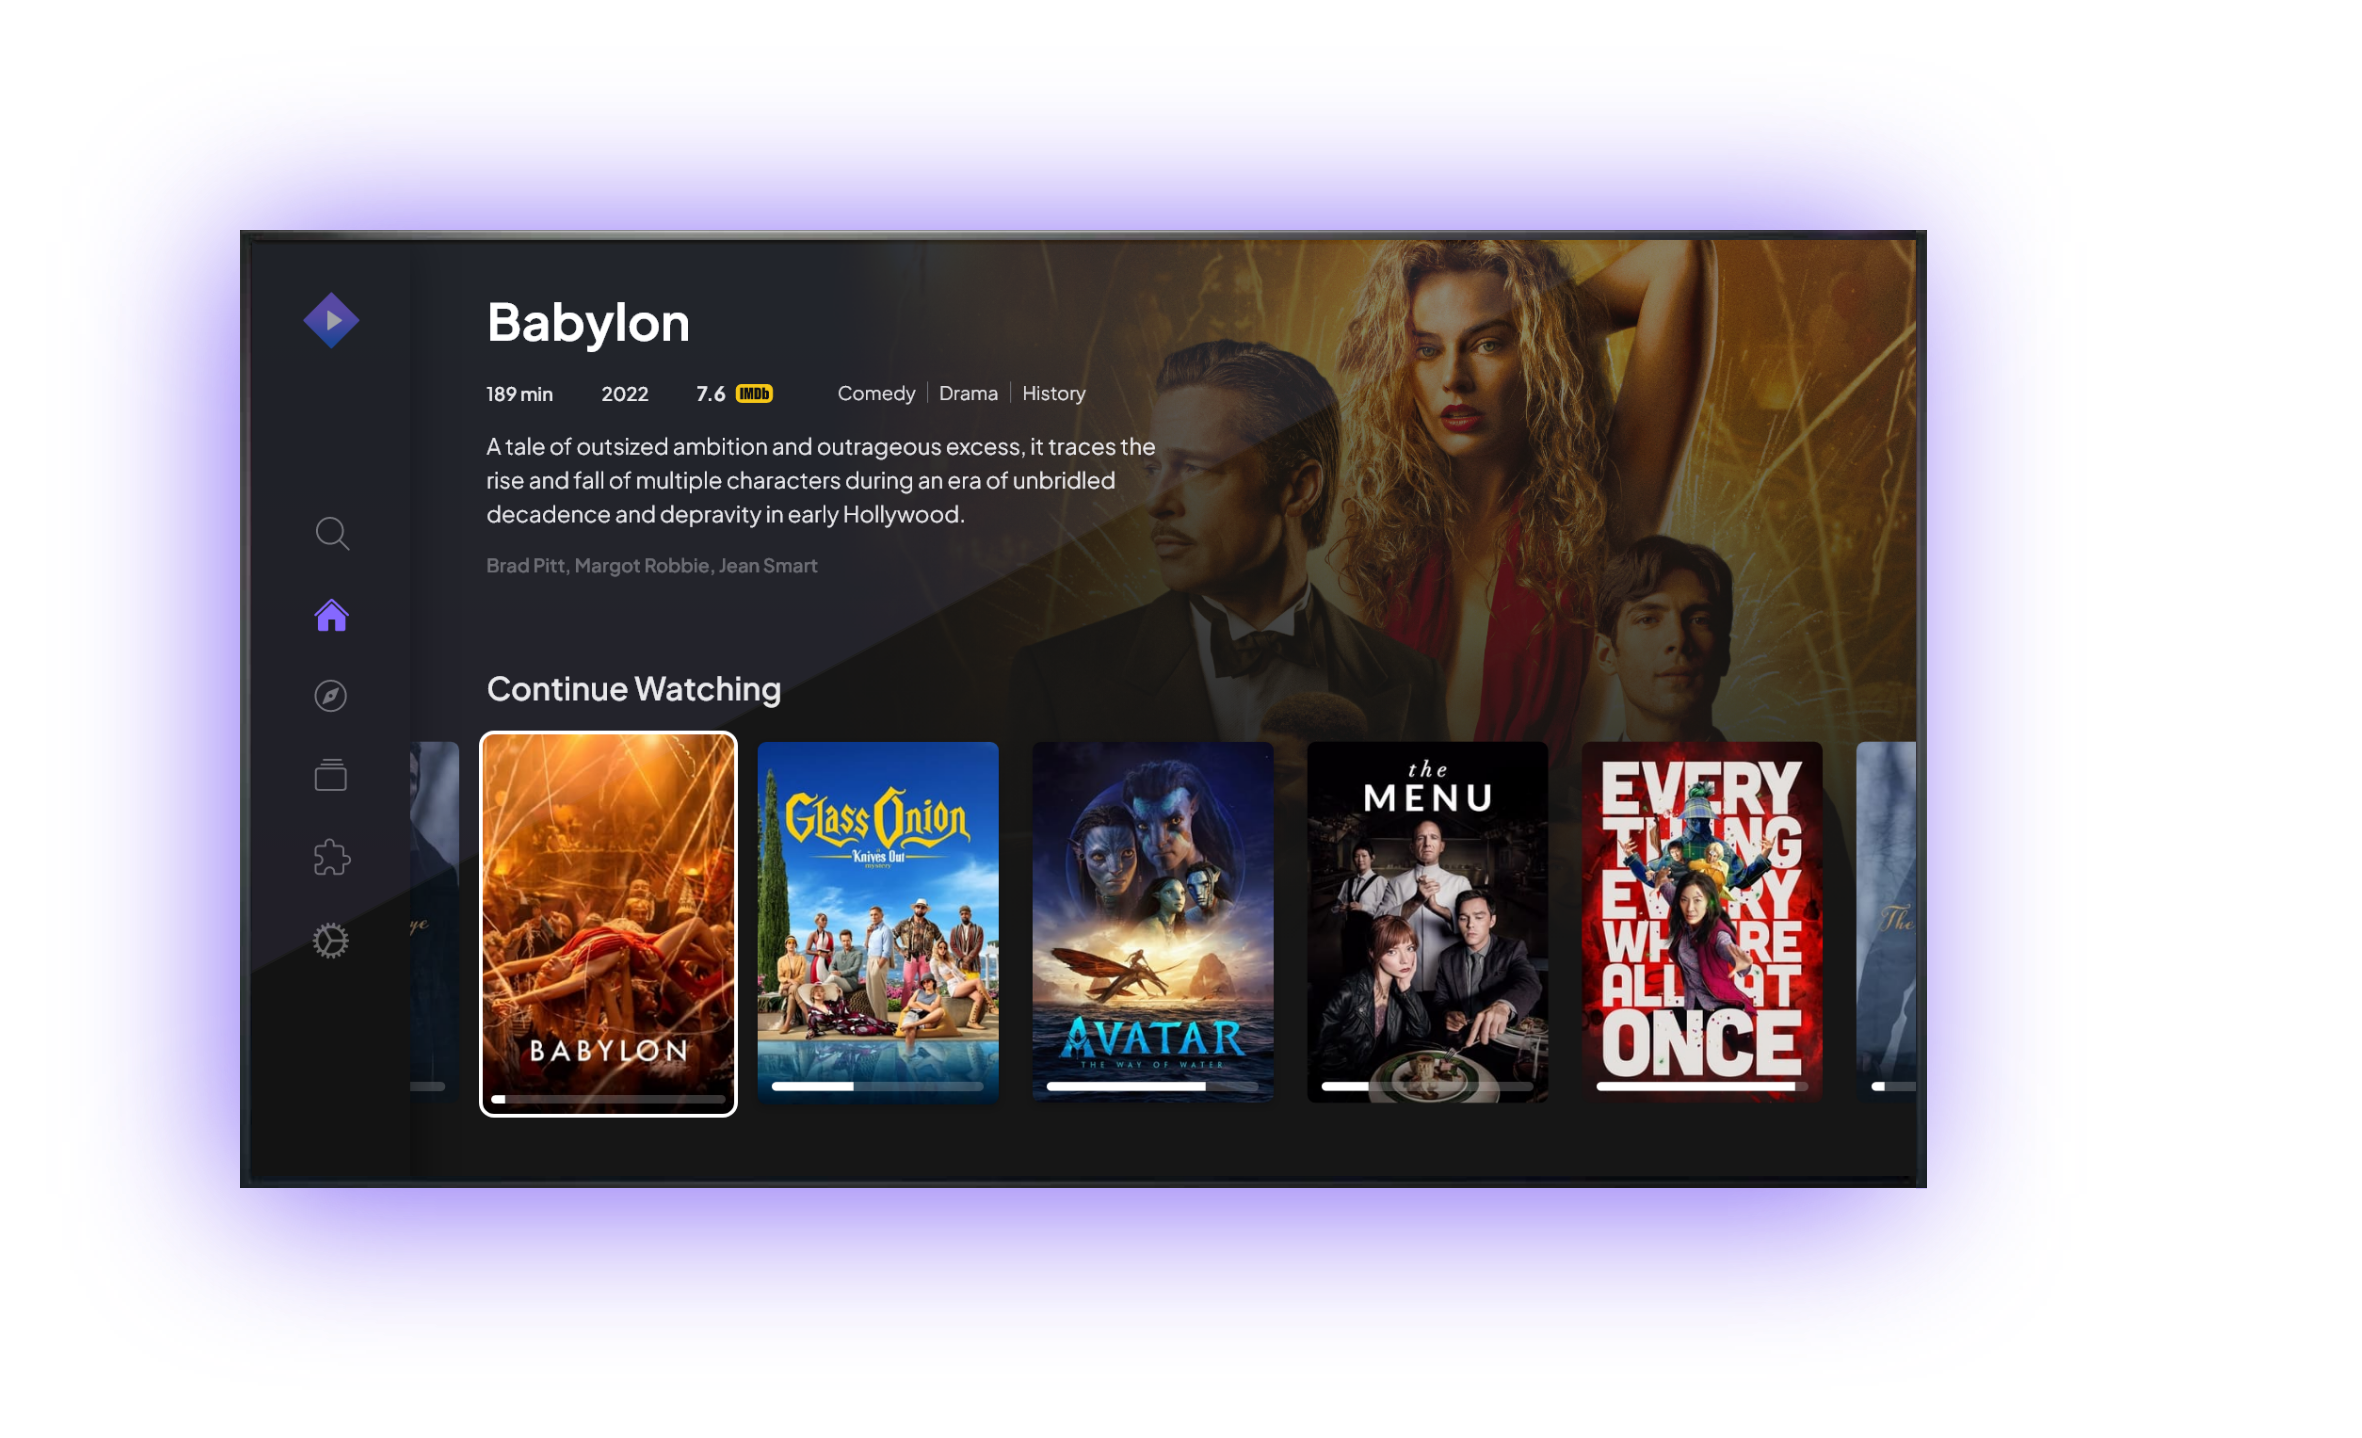 Babylon
189 min 2022 7.6 IMDb Comedy Drama History
A tale of outsized ambition and outrageous excess, it traces the
rise and fall of multiple characters during an era of unbridled
decadence and depravity in early Hollywood.
Brad Pitt, Margot Robbie, Jean Smart
Continue Watching
ye
BABYLON
Glass Onion
Knives Out
AVATAR
THE WAY OF WATER
the
MENU
EVERY
THING
EVERY
WHERE
ALL AT
ONCE
The